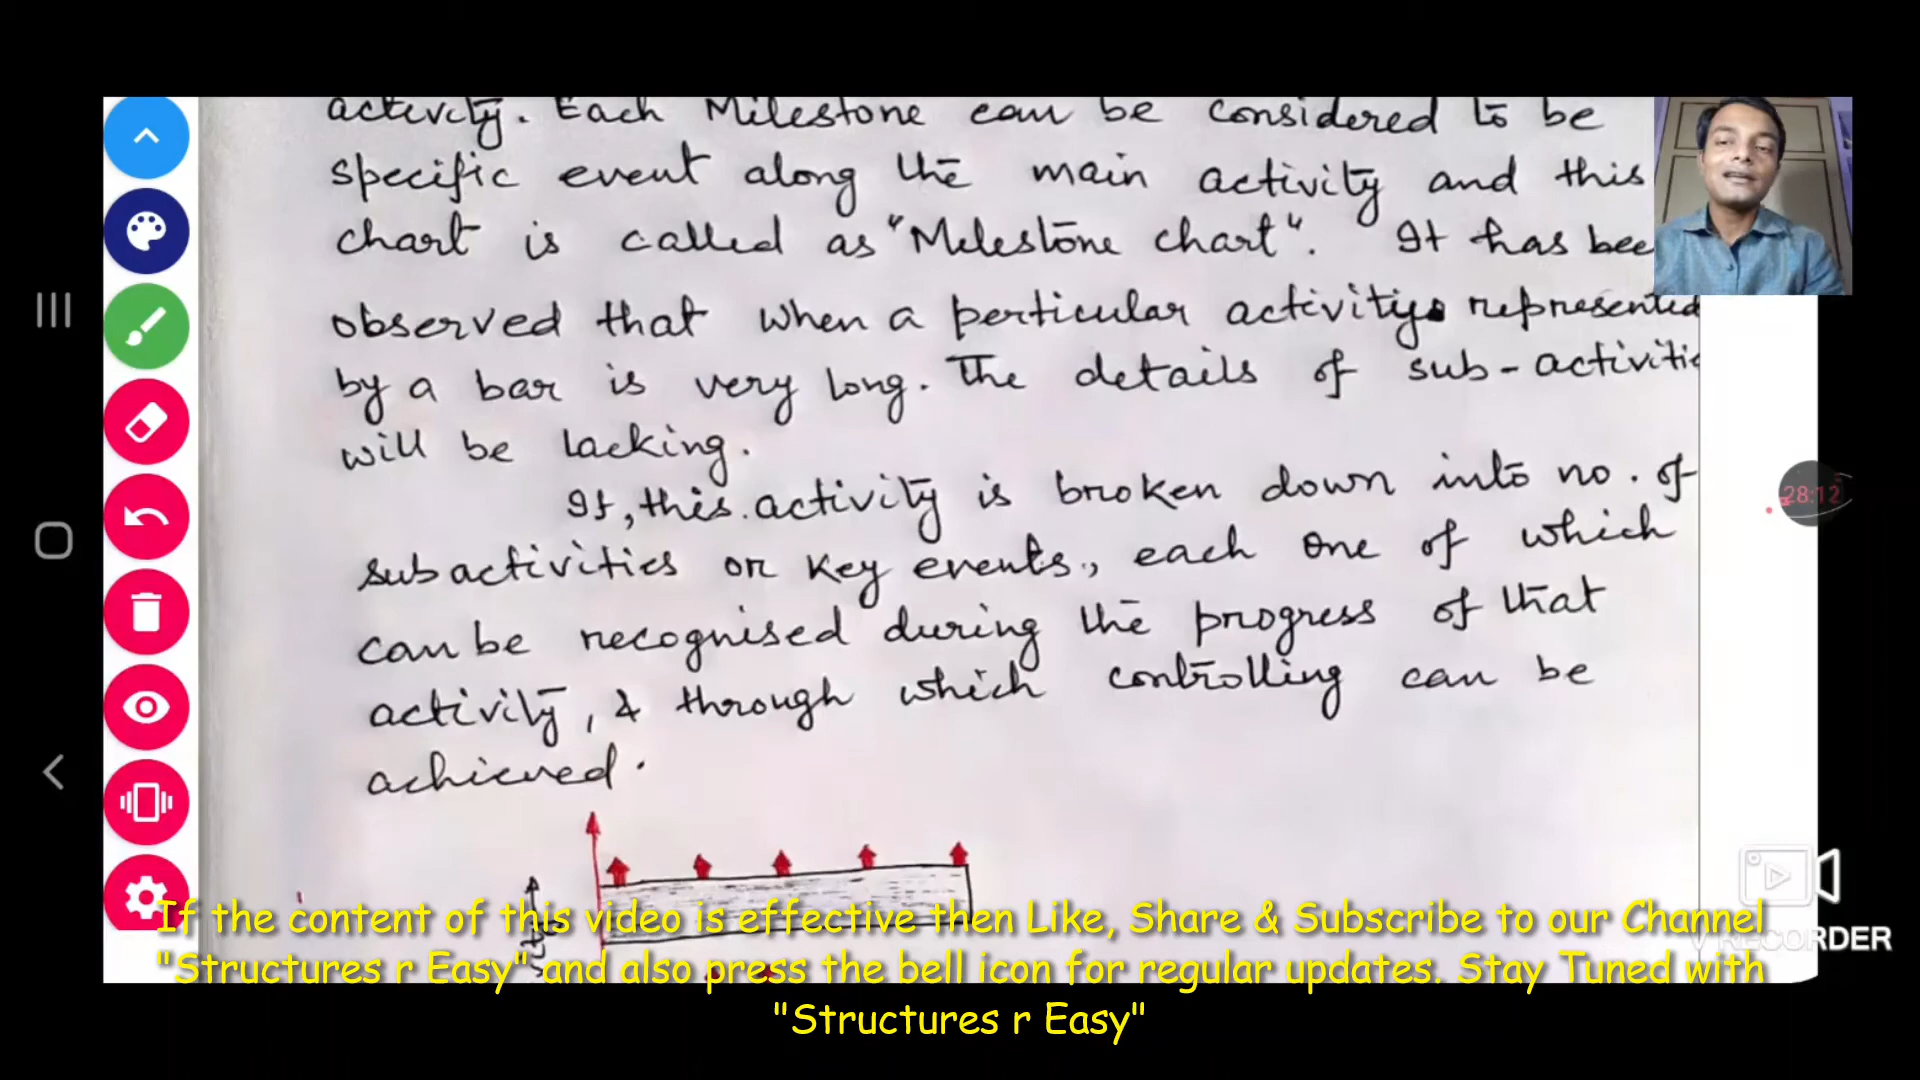 activity. Each Milestone can be considered to be
specific event along the main activity and this
chart is called as "Milestone chart". It has bee
observed that when a perticular activitys represented
by a bar is very long. The details of sub-activitie
will be lacking.
If, this activity is broken down into no. of
subactivities or key events, each one of which
can be recognised during the progress of that
activity, & through which controlling can be
achieved.
28:12
RECORDER
If the content of this video is effective then Like, Share & Subscribe to our Channel
"Structures r Easy" and also press the bell icon for regular updates. Stay Tuned with
"Structures r Easy"